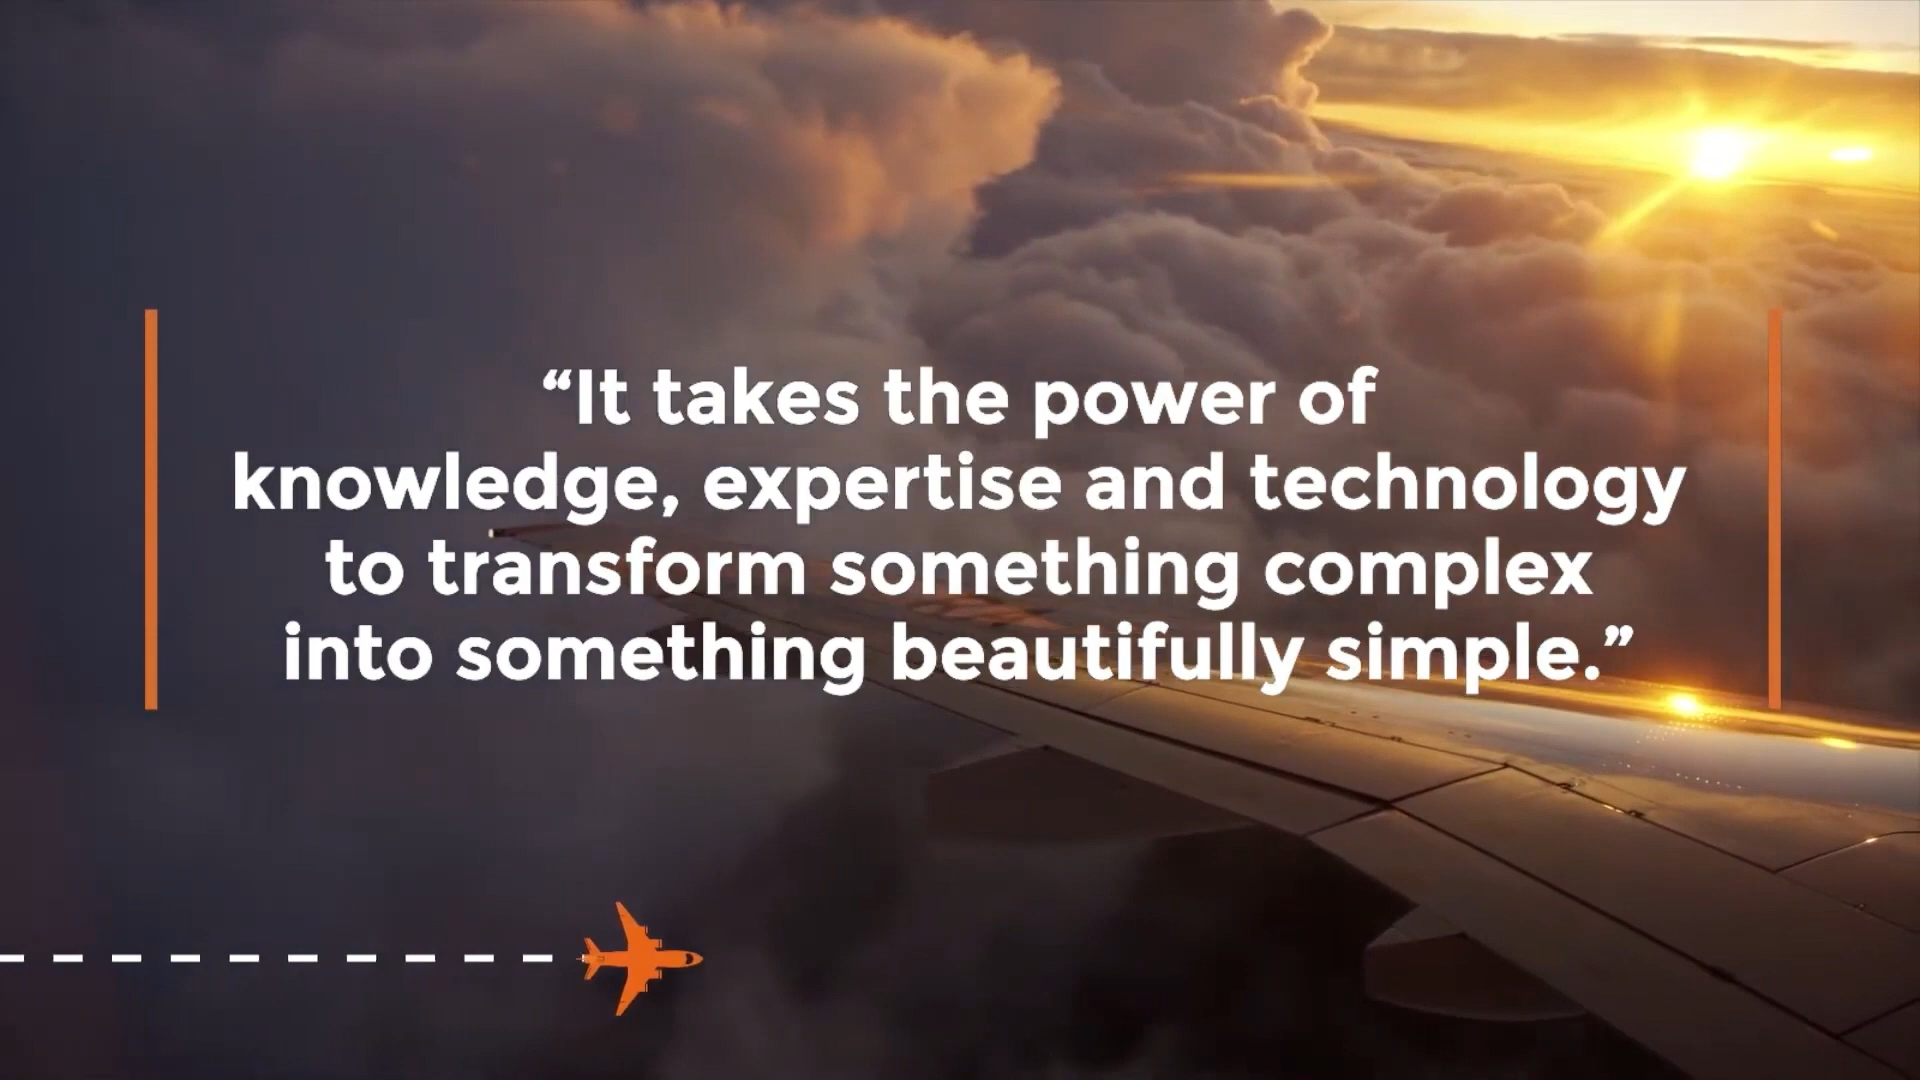 “It takes the power of
knowledge, expertise and technology
to transform something complex
into something beautifully simple.”